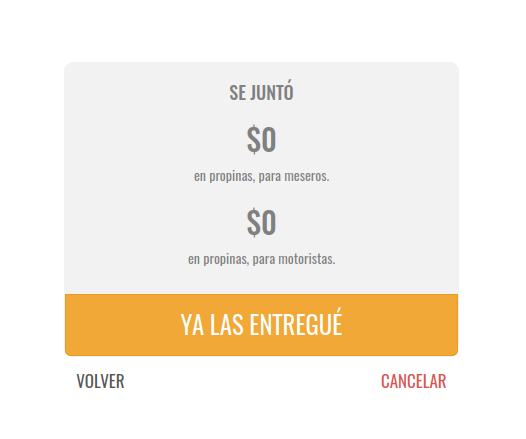 SE JUNTÓ
$0
en propinas, para meseros.
$0
en propinas, para motoristas.
YA LAS ENTREGUÉ
VOLVER
CANCELAR